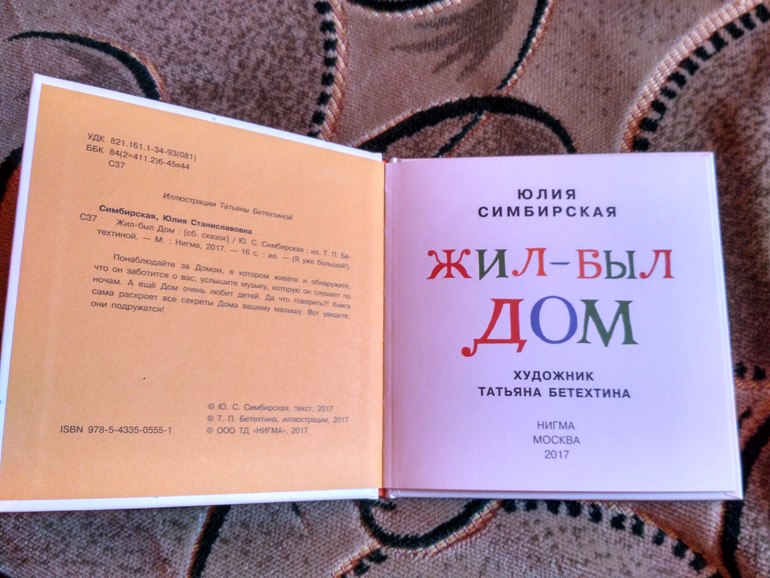 УДК 821.161.1-34-93(081)
ББК 84(2=411.2)6-45я44
С37
Иллюстрации Татьяны Бетехтиной
Симбирская, Юлия Станиславовна
С37 Жил-был Дом : [сб. сказок] / Ю. С. Симбирская ; ил. Т. П. Бе-
техтиной. — М. : Нигма, 2017. — 16 с. : ил. — (Я уже большой!).
Понаблюдайте за Домом, в котором живёте и обнаружите,
что он заботится о вас, услышите музыку, которую он слушает по
ночам. А ещё Дом очень любит детей. Да что говорить?! Книга
сама раскроет все секреты Дома вашему малышу. Вот увидите,
они подружатся!
© Ю. С. Симбирская, текст, 2017
© Т. П. Бетехтина, иллюстрации, 2017
ISBN 978-5-4335-0555-1 © ООО ТД «НИГМА», 2017
ЮЛИЯ
СИМБИРСКАЯ
ЖИЛ-БЫЛ
ДОМ
ХУДОЖНИК
ТАТЬЯНА БЕТЕХТИНА
НИГМА
МОСКВА
2017